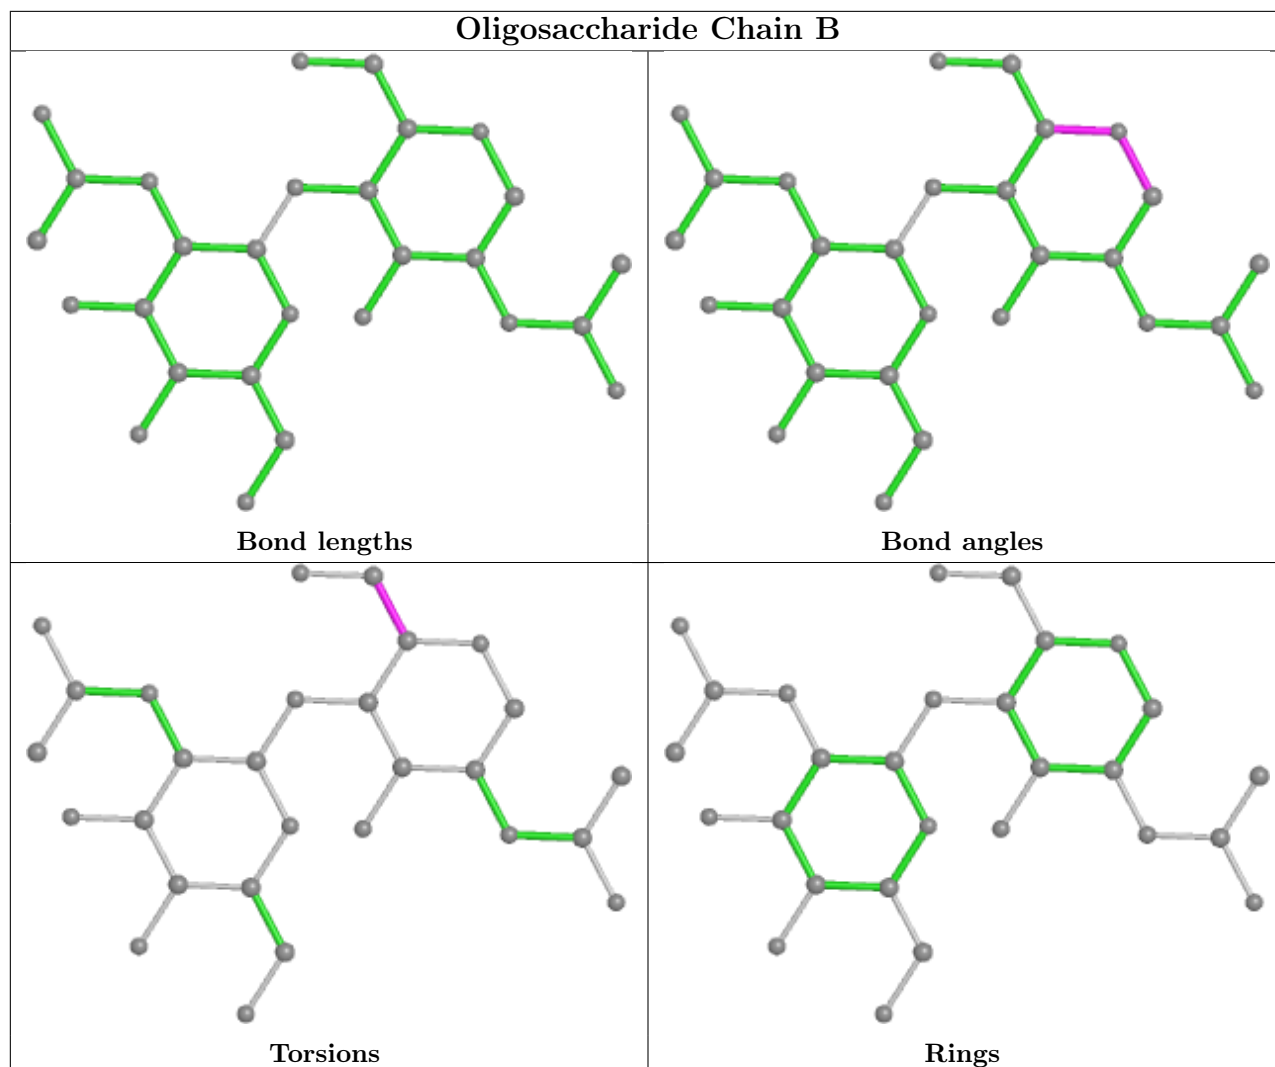 Oligosaccharide Chain B
Bond lengths
Bond angles
Torsions
Rings